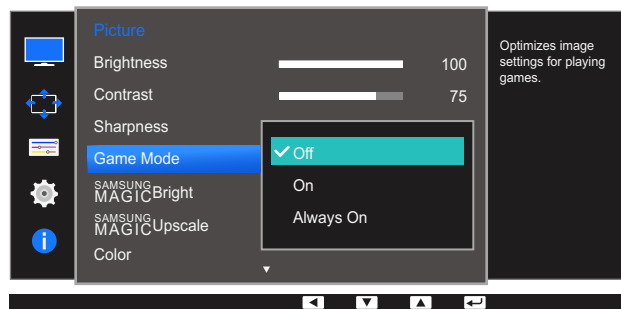 Picture
Brightness 100
Contrast 75
Sharpness
Game Mode
Off
On
Always On
SAMSUNG
MAGICBright
SAMSUNG
MAGICUpscale
Color
Optimizes image
settings for playing
games.